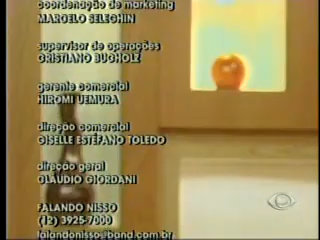 coordenação de marketing
MARCELO SELEGHIN
supervisor de operações
CRISTIANO BUOHOLZ
gerente comercial
HIROMI UEMURA
direção comercial
GISELLE ESTÉFANO TOLEDO
direção geral
CLAUDIO GIORDANI
FALANDO NISSO
(12) 3925-7000
falandonisso@band.com.br